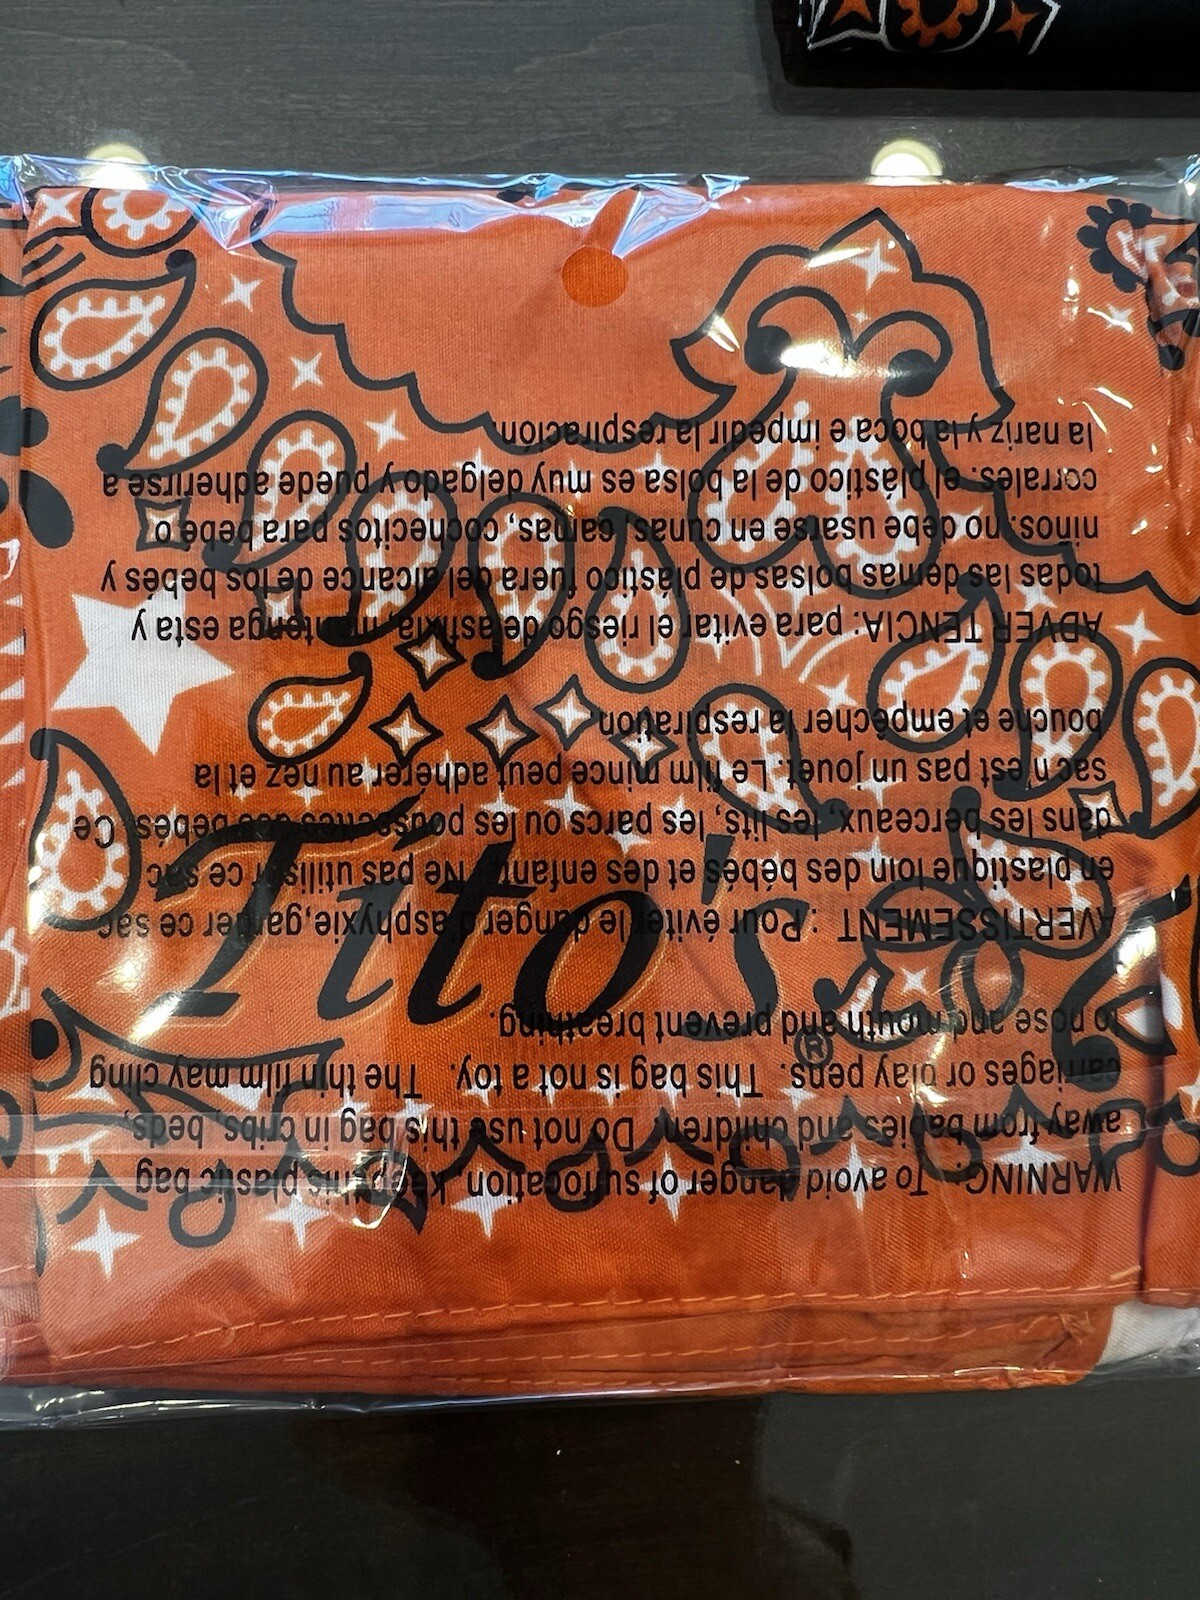 Tito's
®
WARNING: To avoid danger of suffocation, keep this plastic bag
away from babies and children. Do not use this bag in cribs, beds,
carriages or play pens. This bag is not a toy. The thin film may cling
to nose and mouth and prevent breathing.
AVERTISSEMENT : Pour éviter le danger d'asphyxie,garder ce sac
en plastique loin des bébés et des enfants. Ne pas utiliser ce sac
dans les berceaux, les lits, les parcs ou les poussettes des bébés. Ce
sac n'est pas un jouet. Le film mince peut adhérer au nez et la
bouche et empêcher la respiration
ADVER TENCIA: para evitar el riesgo de asfixia, mantenga esta y
todas las demás bolsas de plástico fuera del alcance de los bebés y
niños. no debe usarse en cunas, camas, cochecitos para bebé o
corrales. el plástico de la bolsa es muy delgado y puede adherirse a
la nariz y la boca e impedir la respiración.